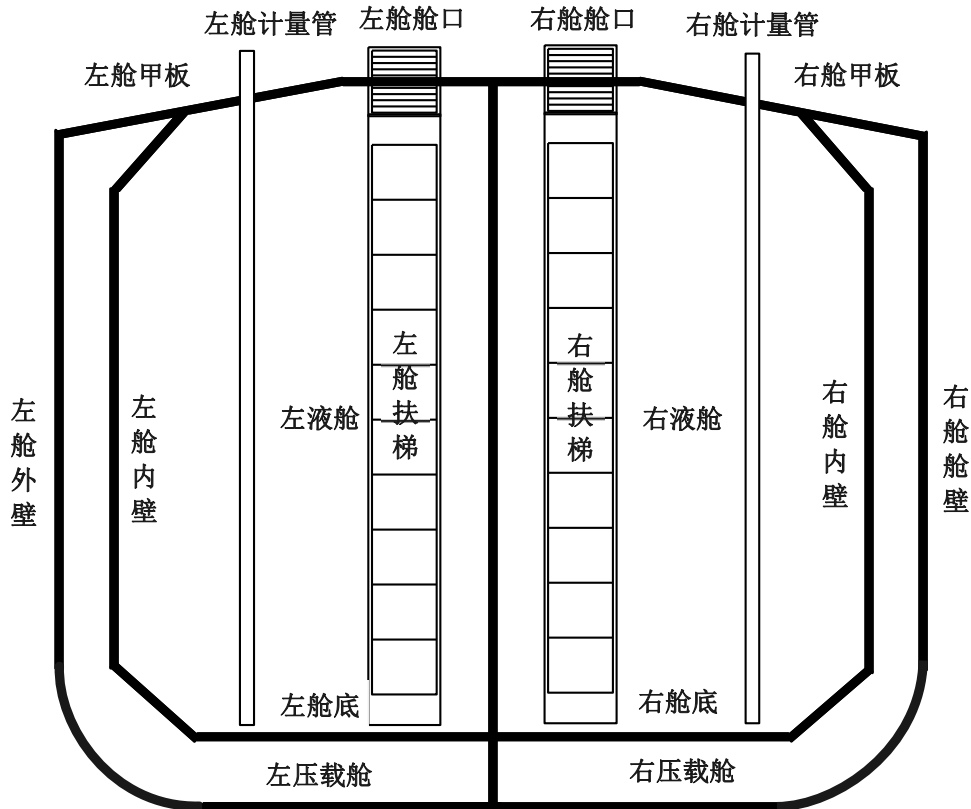 左舱计量管
左舱舱口
右舱舱口
右舱计量管
左舱甲板
右舱甲板
左舱外壁
左舱内壁
左液舱
左舱扶梯
右舱扶梯
右液舱
右舱内壁
右舱舱壁
左舱底
右舱底
左压载舱
右压载舱